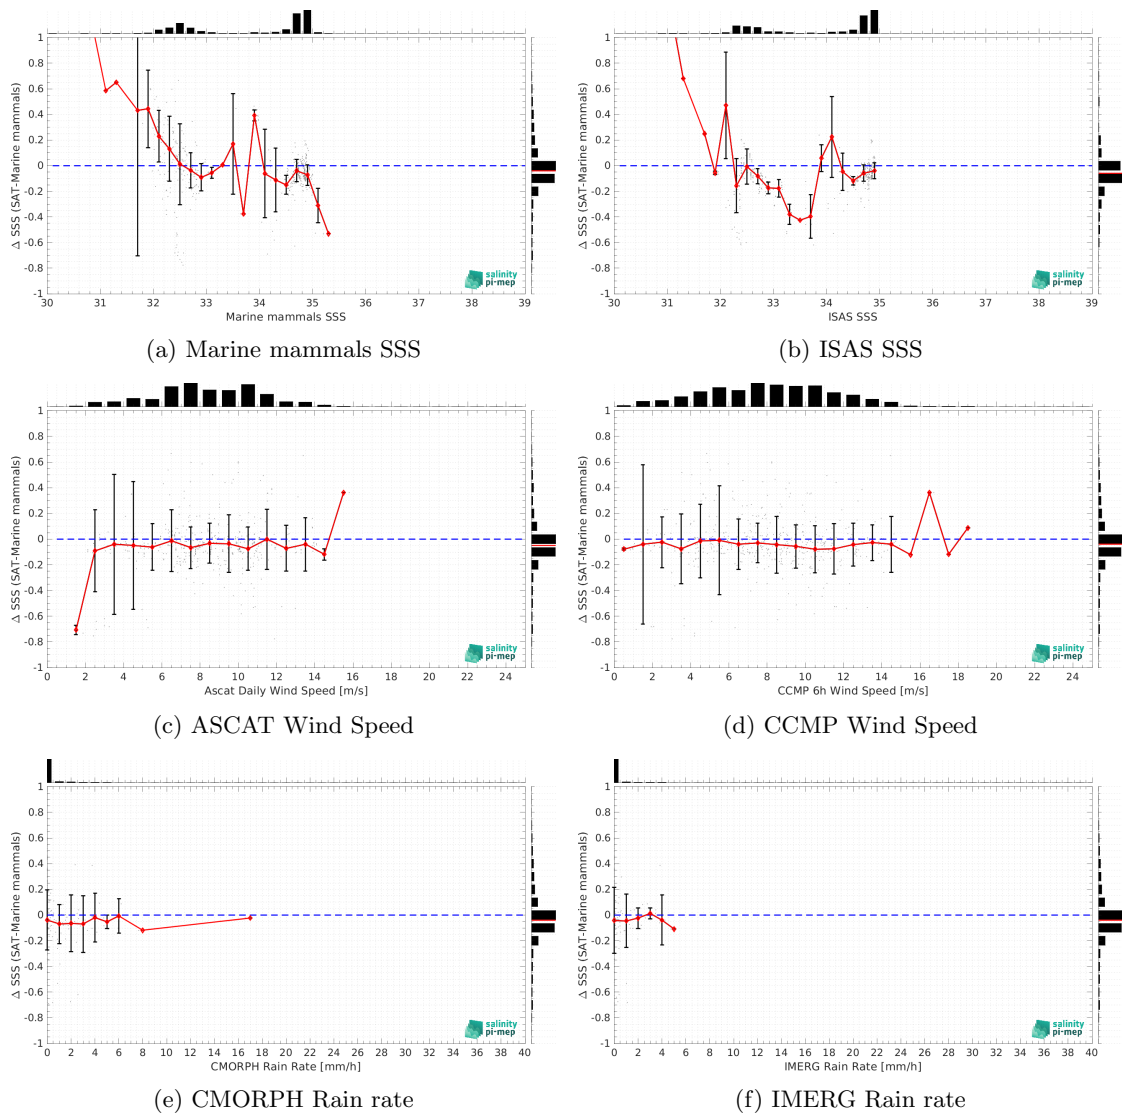 1
0.8
0.6
0.4
0.2
0
-0.2
-0.4
-0.6
-0.8
-1
Δ SSS (SAT-Marine mammals)
salinity
pi-mep
30 31 32 33 34 35 36 37 38 39
Marine mammals SSS
(a) Marine mammals SSS
1
0.8
0.6
0.4
0.2
0
-0.2
-0.4
-0.6
-0.8
-1
Δ SSS (SAT-Marine mammals)
salinity
pi-mep
30 31 32 33 34 35 36 37 38 39
ISAS SSS
(b) ISAS SSS
1
0.8
0.6
0.4
0.2
0
-0.2
-0.4
-0.6
-0.8
-1
Δ SSS (SAT-Marine mammals)
salinity
pi-mep
0 2 4 6 8 10 12 14 16 18 20 22 24
Ascat Daily Wind Speed [m/s]
(c) ASCAT Wind Speed
1
0.8
0.6
0.4
0.2
0
-0.2
-0.4
-0.6
-0.8
-1
Δ SSS (SAT-Marine mammals)
salinity
pi-mep
0 2 4 6 8 10 12 14 16 18 20 22 24
CCMP 6h Wind Speed [m/s]
(d) CCMP Wind Speed
1
0.8
0.6
0.4
0.2
0
-0.2
-0.4
-0.6
-0.8
-1
Δ SSS (SAT-Marine mammals)
salinity
pi-mep
0 2 4 6 8 10 12 14 16 18 20 22 24 26 28 30 32 34 36 38 40
CMORPH Rain Rate [mm/h]
(e) CMORPH Rain rate
1
0.8
0.6
0.4
0.2
0
-0.2
-0.4
-0.6
-0.8
-1
Δ SSS (SAT-Marine mammals)
salinity
pi-mep
0 2 4 6 8 10 12 14 16 18 20 22 24 26 28 30 32 34 36 38 40
IMERG Rain Rate [mm/h]
(f) IMERG Rain rate